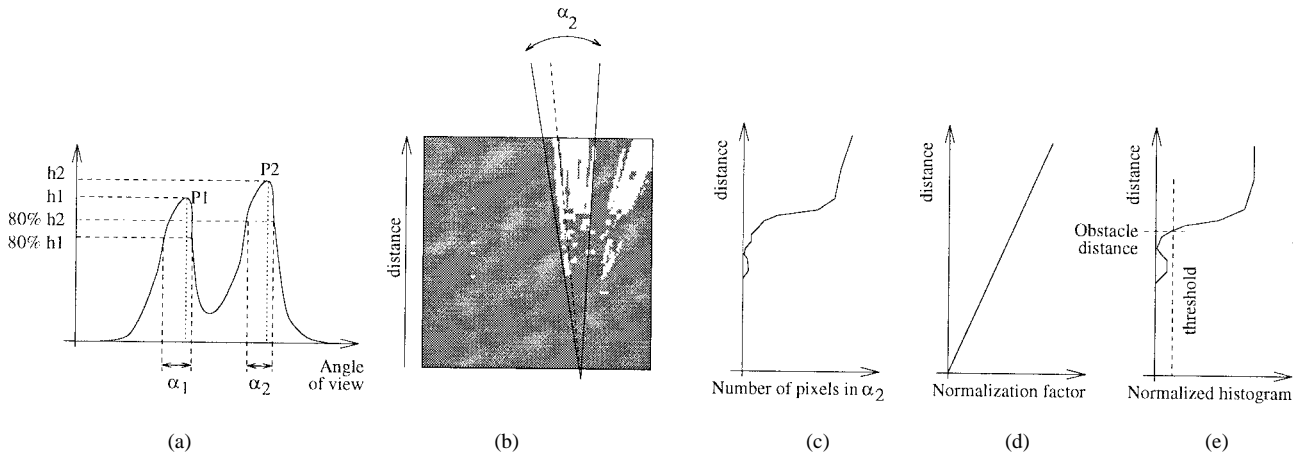 h2
h1
80% h2
80% h1
P1
P2
α1
α2
Angle
of view
(a)
α2
distance
(b)
distance
Number of pixels in α2
(c)
distance
Normalization factor
(d)
distance
Obstacle
distance
threshold
Normalized histogram
(e)